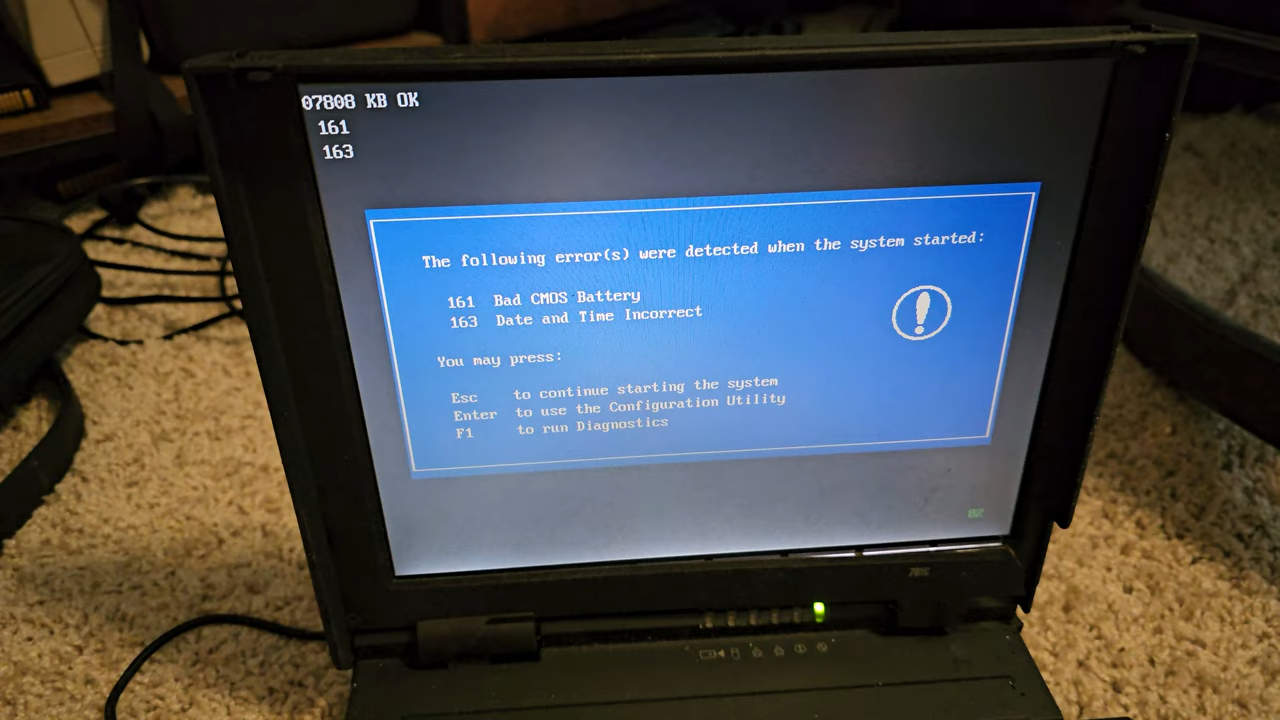 07808 KB OK
161
163
The following error(s) were detected when the system started:
161 Bad CMOS Battery
163 Date and Time Incorrect
You may press:
Esc to continue starting the system
Enter to use the Configuration Utility
F1 to run Diagnostics
82